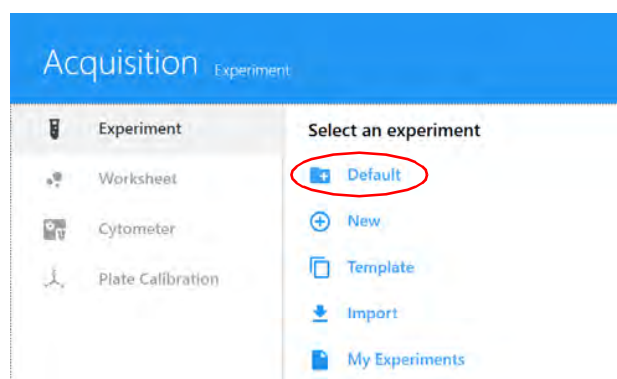 Acquisition Experiment
Experiment
Worksheet
Cytometer
Plate Calibration
Select an experiment
Default
New
Template
Import
My Experiments